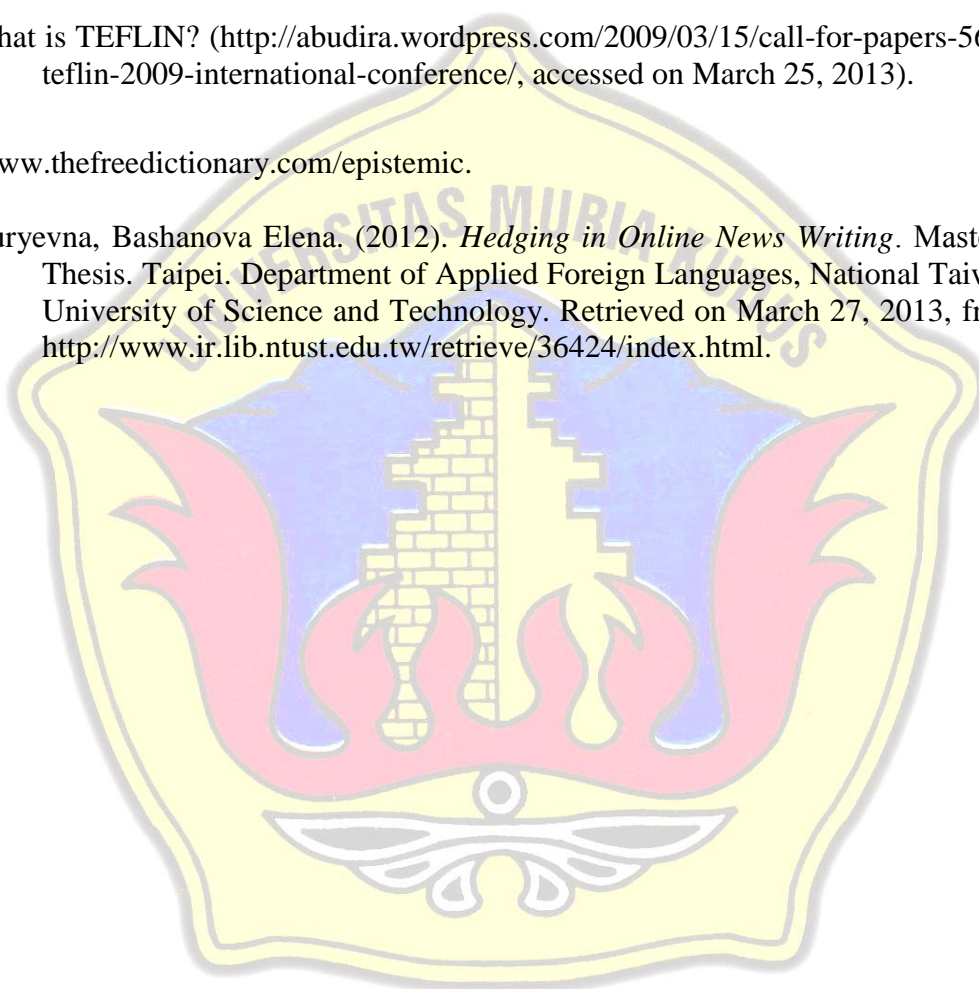 hat is TEFLIN? (http://abudira.wordpress.com/2009/03/15/call-for-papers-56
teflin-2009-international-conference/, accessed on March 25, 2013).
ww.thefreedictionary.com/epistemic.
uryevna, Bashanova Elena. (2012). Hedging in Online News Writing. Maste
Thesis. Taipei. Department of Applied Foreign Languages, National Taiw
University of Science and Technology. Retrieved on March 27, 2013, fr
http://www.ir.lib.ntust.edu.tw/retrieve/36424/index.html.
UNIVERSITAS MURIA KUDUS